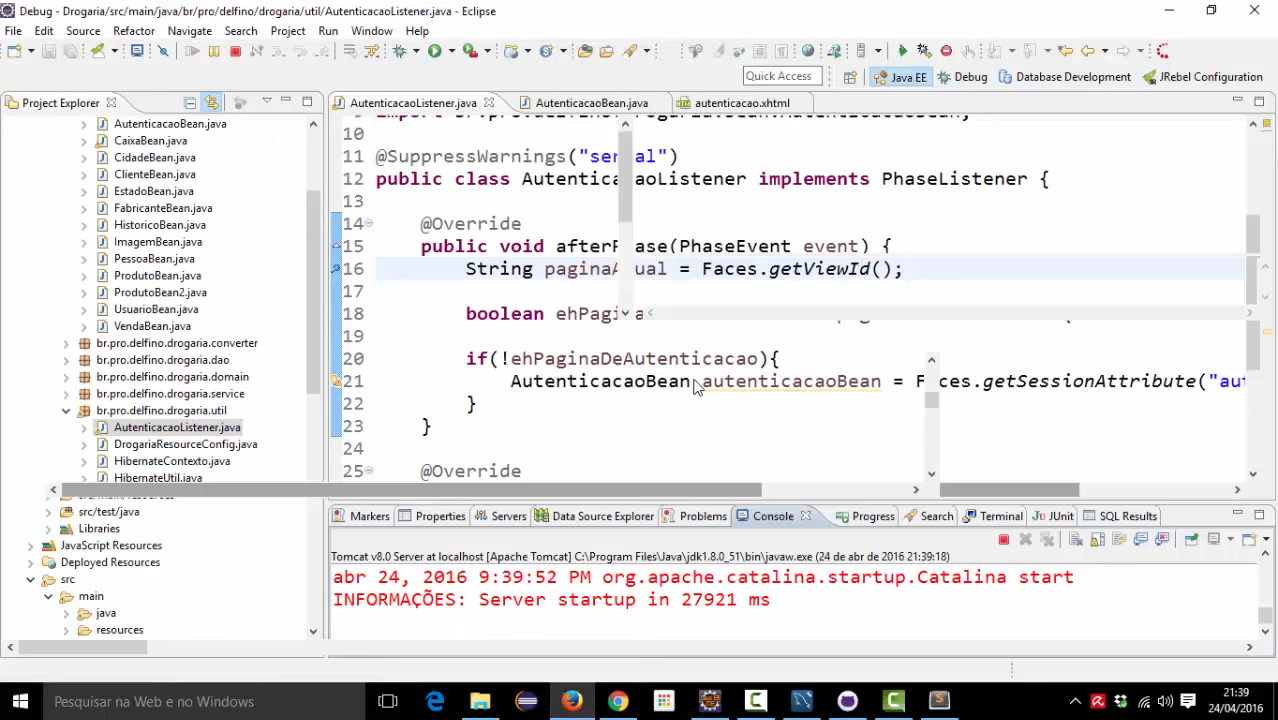 Debug - Drogaria/src/main/java/br/pro/delfino/drogaria/util/AutenticacaoListener.java - Eclipse
File Edit Source Refactor Navigate Search Project Run Window Help
Quick Access Java EE Debug Database Development JRebel Configuration
Project Explorer
AutenticacaoBean.java
CaixaBean.java
CidadeBean.java
ClienteBean.java
EstadoBean.java
FabricanteBean.java
HistoricoBean.java
ImagemBean.java
PessoaBean.java
ProdutoBean.java
ProdutoBean2.java
UsuarioBean.java
VendaBean.java
br.pro.delfino.drogaria.converter
br.pro.delfino.drogaria.dao
br.pro.delfino.drogaria.domain
br.pro.delfino.drogaria.service
br.pro.delfino.drogaria.util
AutenticacaoListener.java
DrogariaResourceConfig.java
HibernateContexto.java
HibernateUtil.java
src/main/resources
src/test/java
Libraries
JavaScript Resources
Deployed Resources
src
main
java
resources
AutenticacaoListener.java AutenticacaoBean.java autenticacao.xhtml
10
11 @SuppressWarnings("se al")
12 public class Autentica aoListener implements PhaseListener {
13
14 @Override
15 public void afterPhase(PhaseEvent event) {
16 String paginaA ual = Faces.getViewId();
17
18 boolean ehPagi
19
20 if(!ehPaginaDeAutenticacao){
21 AutenticacaoBean autenticacaoBean = F ces.getSessionAttribute("aut
22 }
23 }
24
25 @Override
Markers Properties Servers Data Source Explorer Problems Console Progress Search Terminal JUnit SQL Results
Tomcat v8.0 Server at localhost [Apache Tomcat] C:\Program Files\Java\jdk1.8.0_51\bin\javaw.exe (24 de abr de 2016 21:39:18)
abr 24, 2016 9:39:52 PM org.apache.catalina.startup.Catalina start
INFORMAÇÕES: Server startup in 27921 ms
Pesquisar na Web e no Windows
21:39
24/04/2016